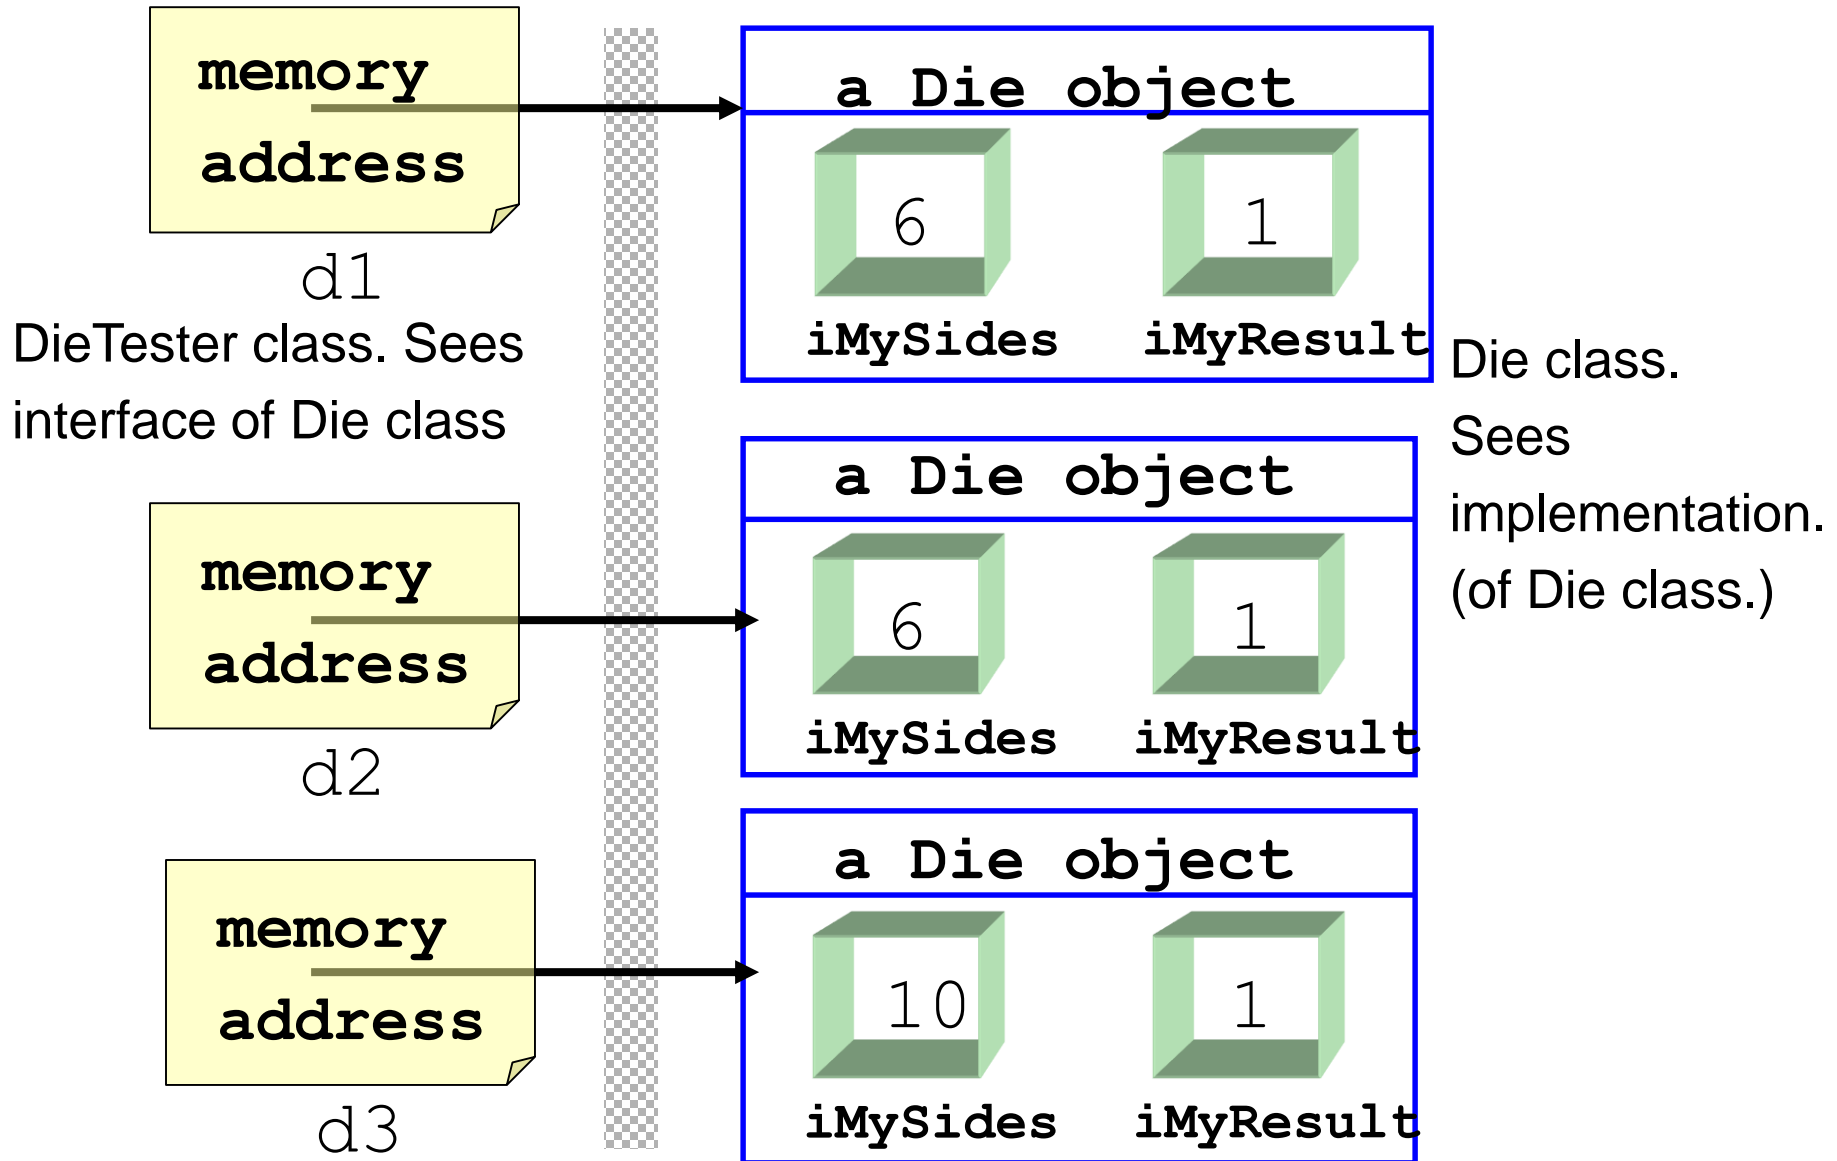 memory
address
d1
DieTester class. Sees
interface of Die class
memory
address
d2
memory
address
d3
a Die object
6
1
iMySides
iMyResult
a Die object
6
1
iMySides
iMyResult
a Die object
10
1
iMySides
iMyResult
Die class.
Sees
implementation.
(of Die class.)